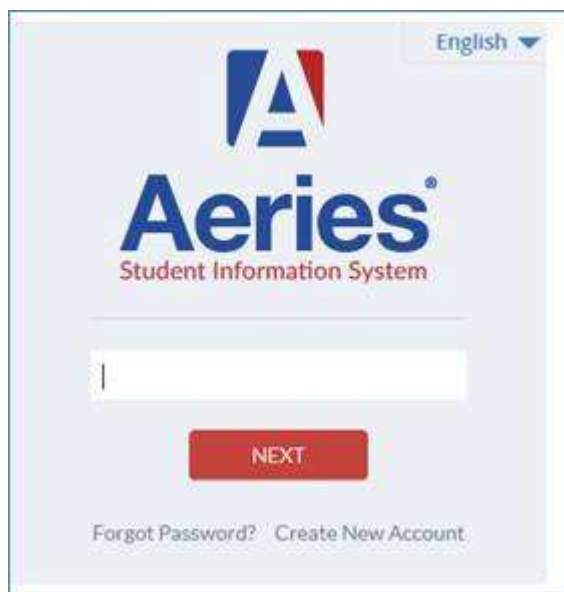 English
A
Aeries®
Student Information System
NEXT
Forgot Password? Create New Account